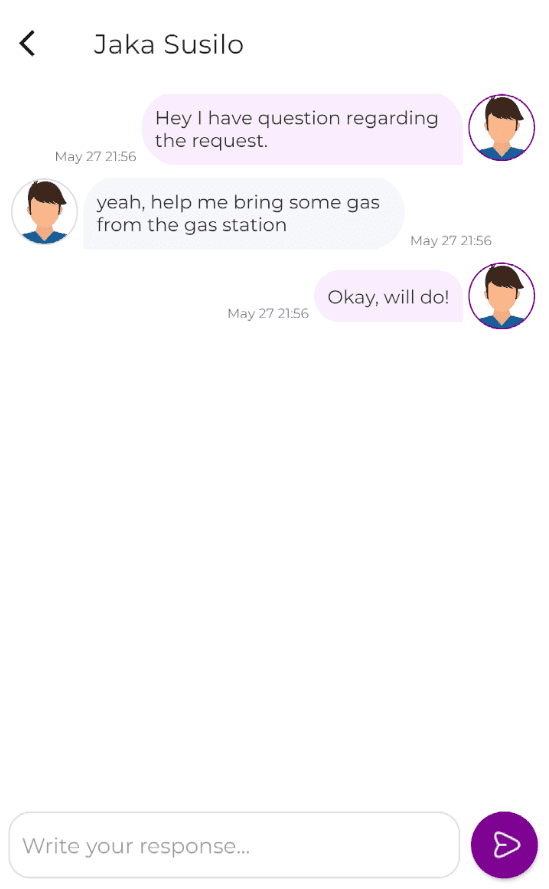 Jaka Susilo
Hey I have question regarding
the request.
May 27 21:56
yeah, help me bring some gas
from the gas station
May 27 21:56
Okay, will do!
May 27 21:56
Write your response...